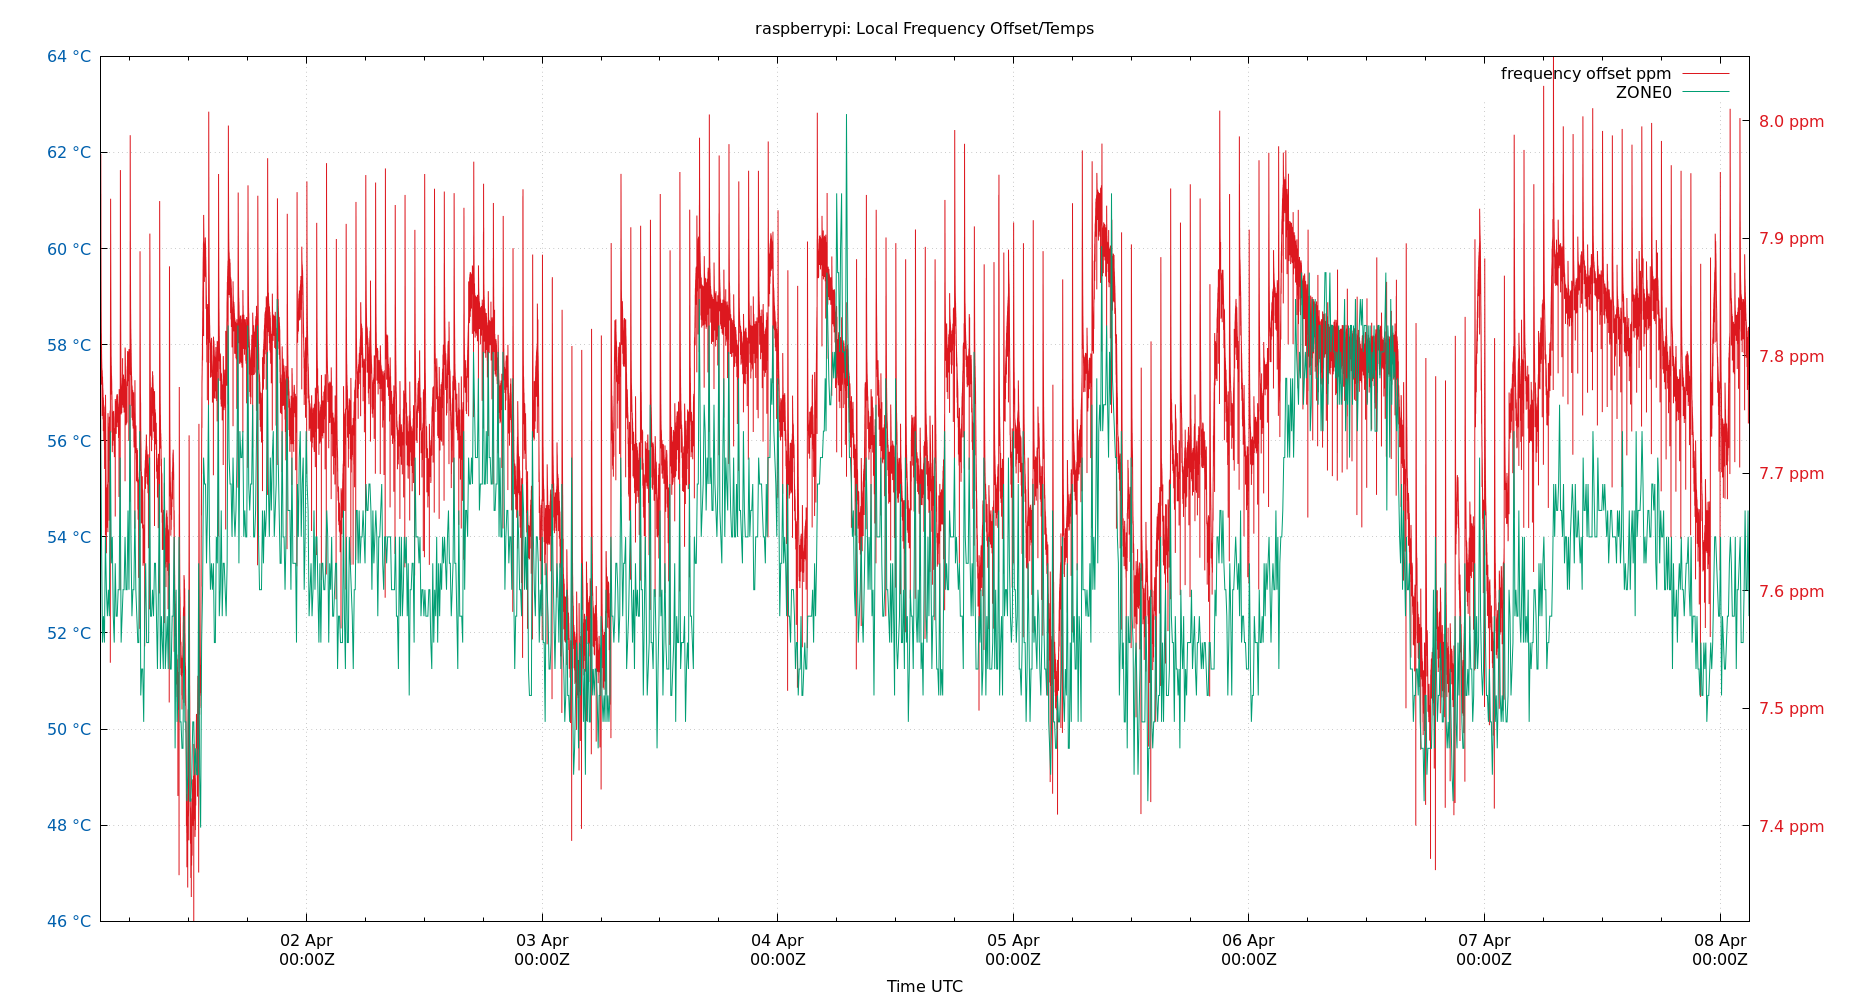 raspberrypi: Local Frequency Offset/Temps
64 °C
62 °C
60 °C
58 °C
56 °C
54 °C
52 °C
50 °C
48 °C
46 °C
frequency offset ppm
ZONE0
8.0 ppm
7.9 ppm
7.8 ppm
7.7 ppm
7.6 ppm
7.5 ppm
7.4 ppm
02 Apr
00:00Z
03 Apr
00:00Z
04 Apr
00:00Z
05 Apr
00:00Z
06 Apr
00:00Z
07 Apr
00:00Z
08 Apr
00:00Z
Time UTC